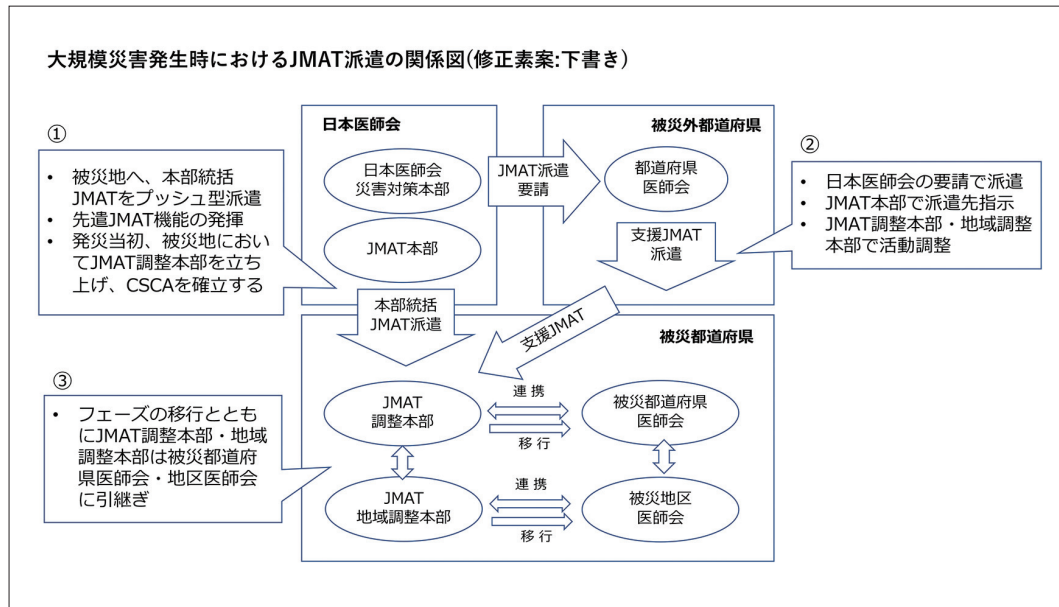 大規模災害発生時におけるJMAT派遣の関係図(修正素案:下書き)
①
• 被災地へ、本部統括
JMATをプッシュ型派遣
• 先遣JMAT機能の発揮
• 発災当初、被災地におい
てJMAT調整本部を立ち
上げ、CSCAを確立する
日本医師会
日本医師会
災害対策本部
JMAT本部
JMAT派遣
要請
被災外都道府県
都道府県
医師会
支援JMAT
派遣
②
• 日本医師会の要請で派遣
• JMAT本部で派遣先指示
• JMAT調整本部・地域調整
本部で活動調整
本部統括
JMAT派遣
支援JMAT
被災都道府県
③
• フェーズの移行ととも
にJMAT調整本部・地域
調整本部は被災都道府
県医師会・地区医師会
に引継ぎ
JMAT
調整本部
連 携
移 行
被災都道府県
医師会
JMAT
地域調整本部
連 携
移 行
被災地区
医師会